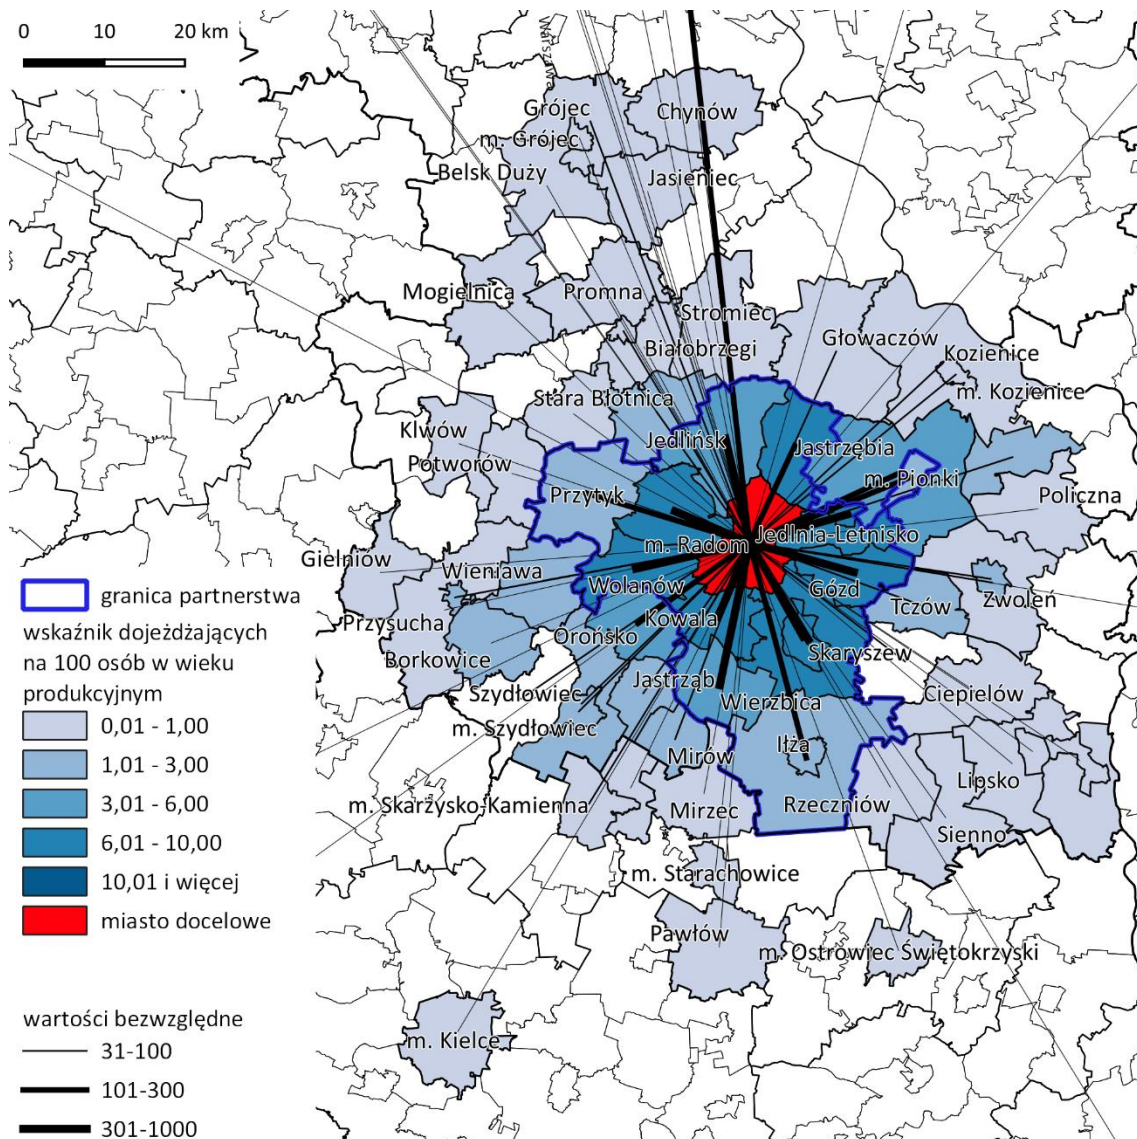 0 10 20 km
Warszawa
Grójec
Chynów
m. Grójec
Belsk Duży
Jasieniec
Mogielnica
Promna
Stromiec
Głowaczów
Białobrzegi
Kozienice
m. Kozienice
Stara Błotnica
Klwów
Jedlińsk
Jastrzębia
Potworów
m. Pionki
Przytyk
Policzna
Jedlnia-Letnisko
m. Radom
Gielniów
Wieniawa
Wolanów
Gózd
Tczów
Zwoleń
Przysucha
Kowala
Orońsko
Borkowice
Skaryszew
Jastrząb
Szydłowiec
Ciepielów
Wierzbica
m. Szydłowiec
Iłża
Mirów
Lipsko
m. Skarżysko-Kamienna
Mirzec
Rzeczniów
Sienno
m. Starachowice
Pawłów
m. Ostrowiec Świętokrzyski
m. Kielce
granica partnerstwa
wskaźnik dojeżdżających
na 100 osób w wieku
produkcyjnym
0,01 - 1,00
1,01 - 3,00
3,01 - 6,00
6,01 - 10,00
10,01 i więcej
miasto docelowe
wartości bezwzględne
31-100
101-300
301-1000